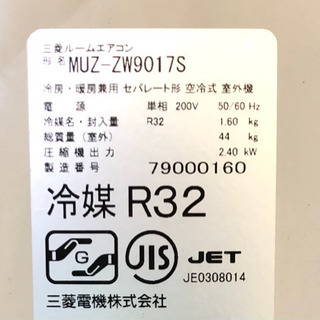 三菱ルームエアコン
形名 MUZ-ZW9017S
冷房・暖房兼用 セパレート形 空冷式 室外機
電源 単相 200V 50/60 Hz
冷媒名・封入量 R32 1.60 kg
総質量(室外) 44 kg
圧縮機出力 2.40 kW
製造番号 79000160
冷媒 R32
G JIS JET
JE0308014
三菱電機株式会社